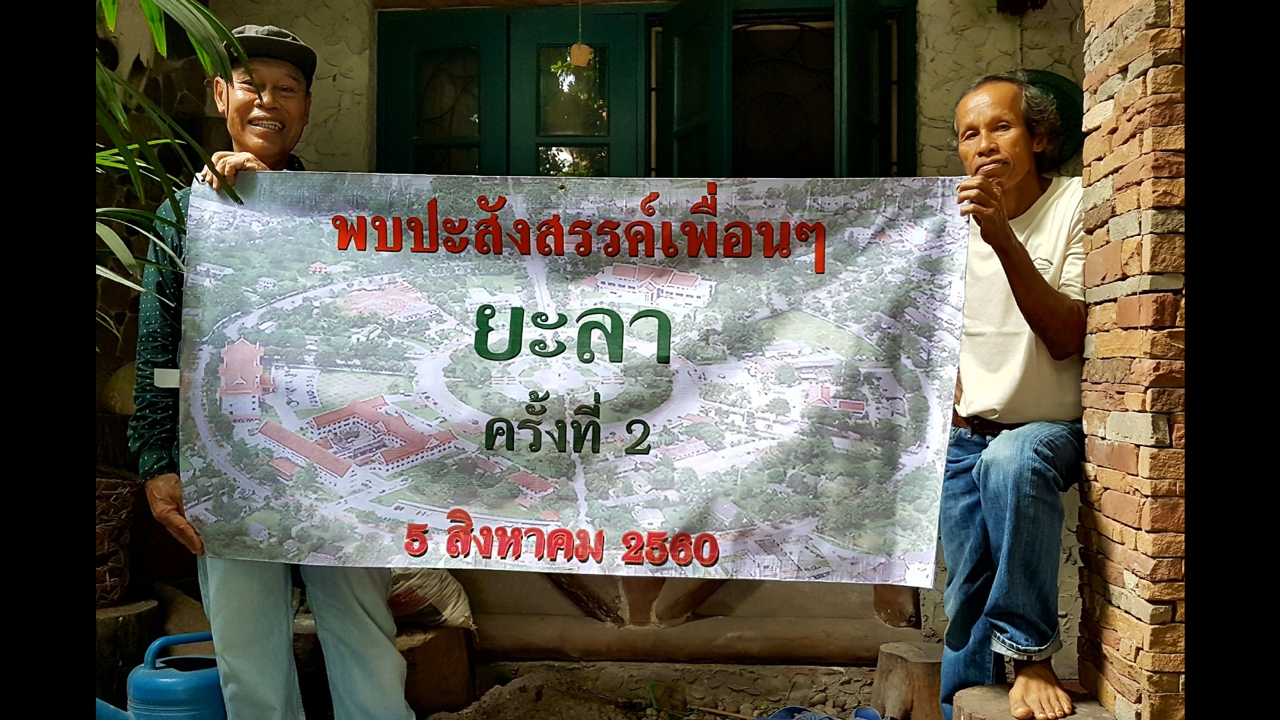 พบปะสังสรรค์เพื่อนๆ
ยะลา
ครั้งที่ 2
5 สิงหาคม 2560